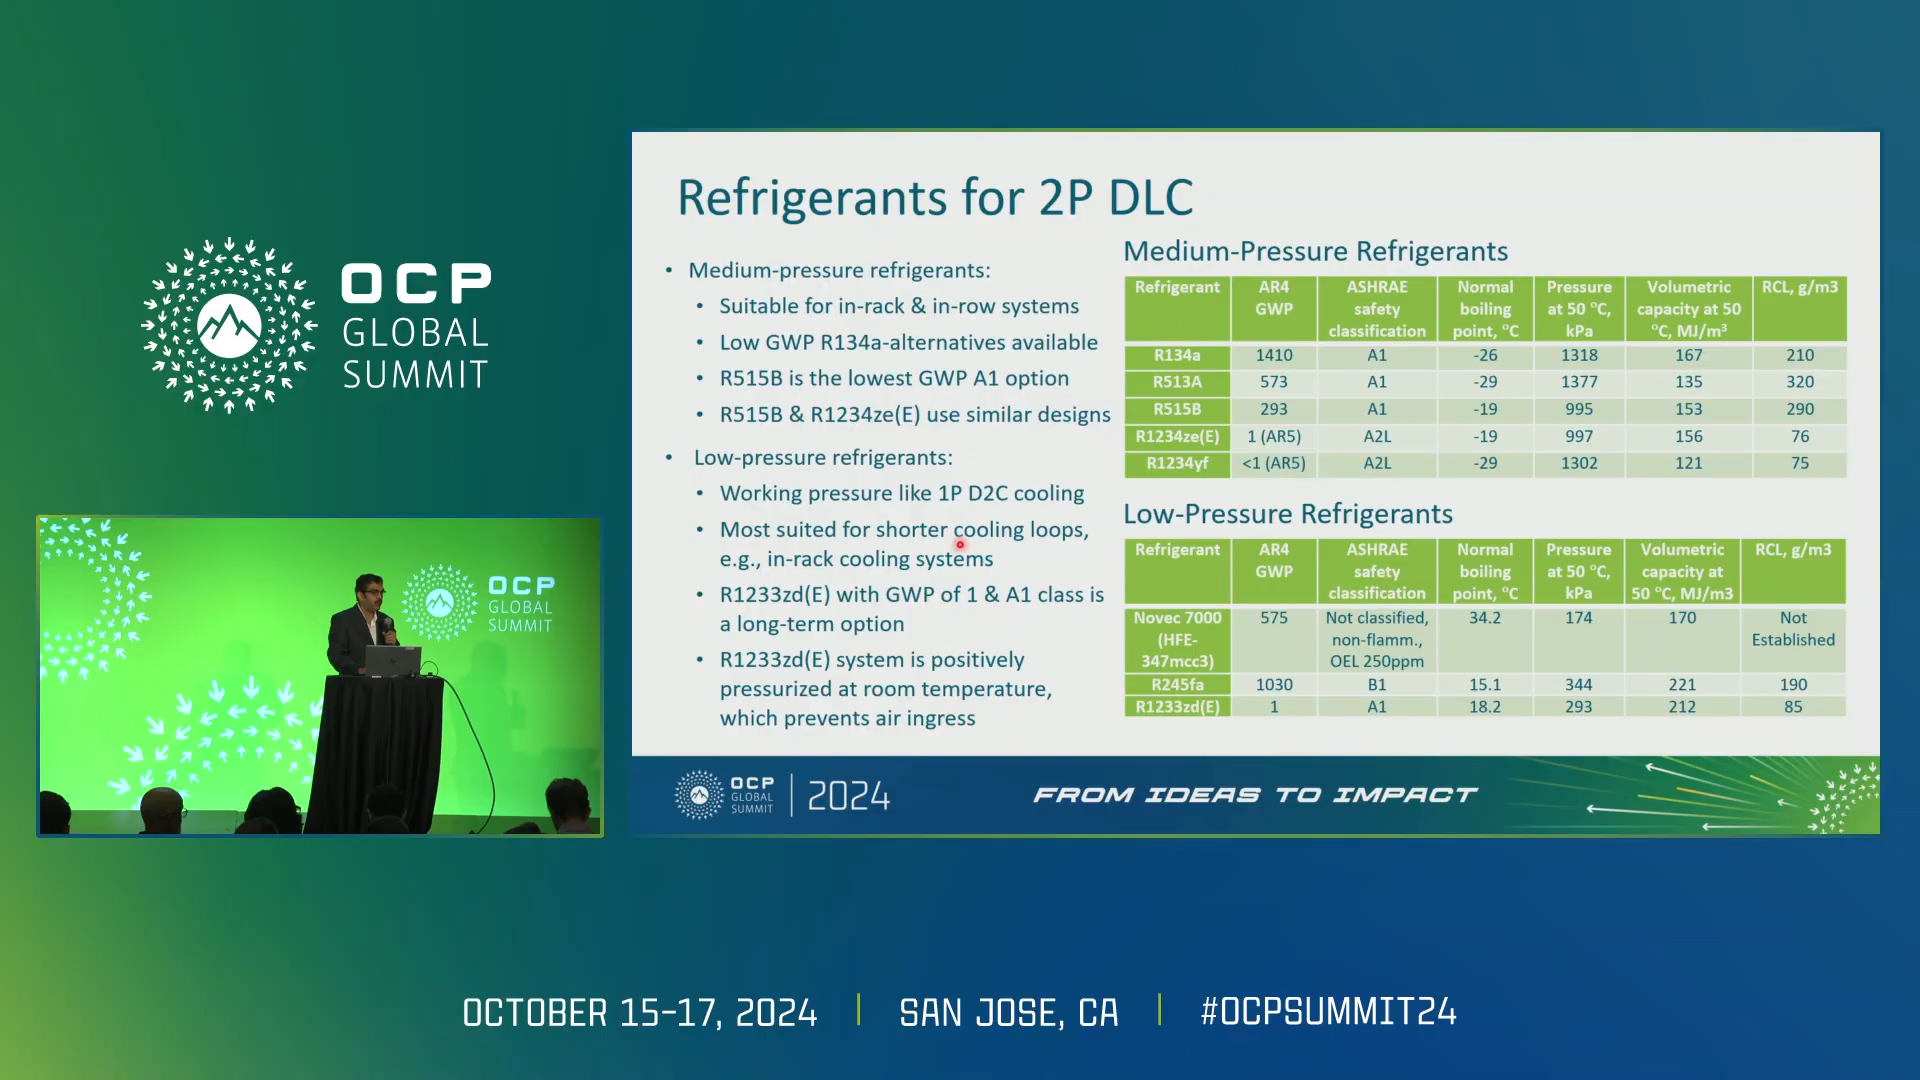 OCP
GLOBAL
SUMMIT
OCP
GLOBAL
SUMMIT
Refrigerants for 2P DLC
• Medium-pressure refrigerants:
• Suitable for in-rack & in-row systems
• Low GWP R134a-alternatives available
• R515B is the lowest GWP A1 option
• R515B & R1234ze(E) use similar designs
• Low-pressure refrigerants:
• Working pressure like 1P D2C cooling
• Most suited for shorter cooling loops,
e.g., in-rack cooling systems
• R1233zd(E) with GWP of 1 & A1 class is
a long-term option
• R1233zd(E) system is positively
pressurized at room temperature,
which prevents air ingress
Medium-Pressure Refrigerants
Refrigerant AR4 ASHRAE Normal Pressure Volumetric RCL, g/m3
GWP safety boiling at 50 °C, capacity at 50
classification point, °C kPa °C, MJ/m³
R134a 1410 A1 -26 1318 167 210
R513A 573 A1 -29 1377 135 320
R515B 293 A1 -19 995 153 290
R1234ze(E) 1 (AR5) A2L -19 997 156 76
R1234yf <1 (AR5) A2L -29 1302 121 75
Low-Pressure Refrigerants
Refrigerant AR4 ASHRAE Normal Pressure Volumetric RCL, g/m3
GWP safety boiling at 50 °C, capacity at
classification point, °C kPa 50 °C, MJ/m3
Novec 7000 575 Not classified, 34.2 174 170 Not
(HFE- non-flamm., Established
347mcc3) OEL 250ppm
R245fa 1030 B1 15.1 344 221 190
R1233zd(E) 1 A1 18.2 293 212 85
OCP
GLOBAL
SUMMIT
2024
FROM IDEAS TO IMPACT
OCTOBER 15-17, 2024 | SAN JOSE, CA | #OCPSUMMIT24